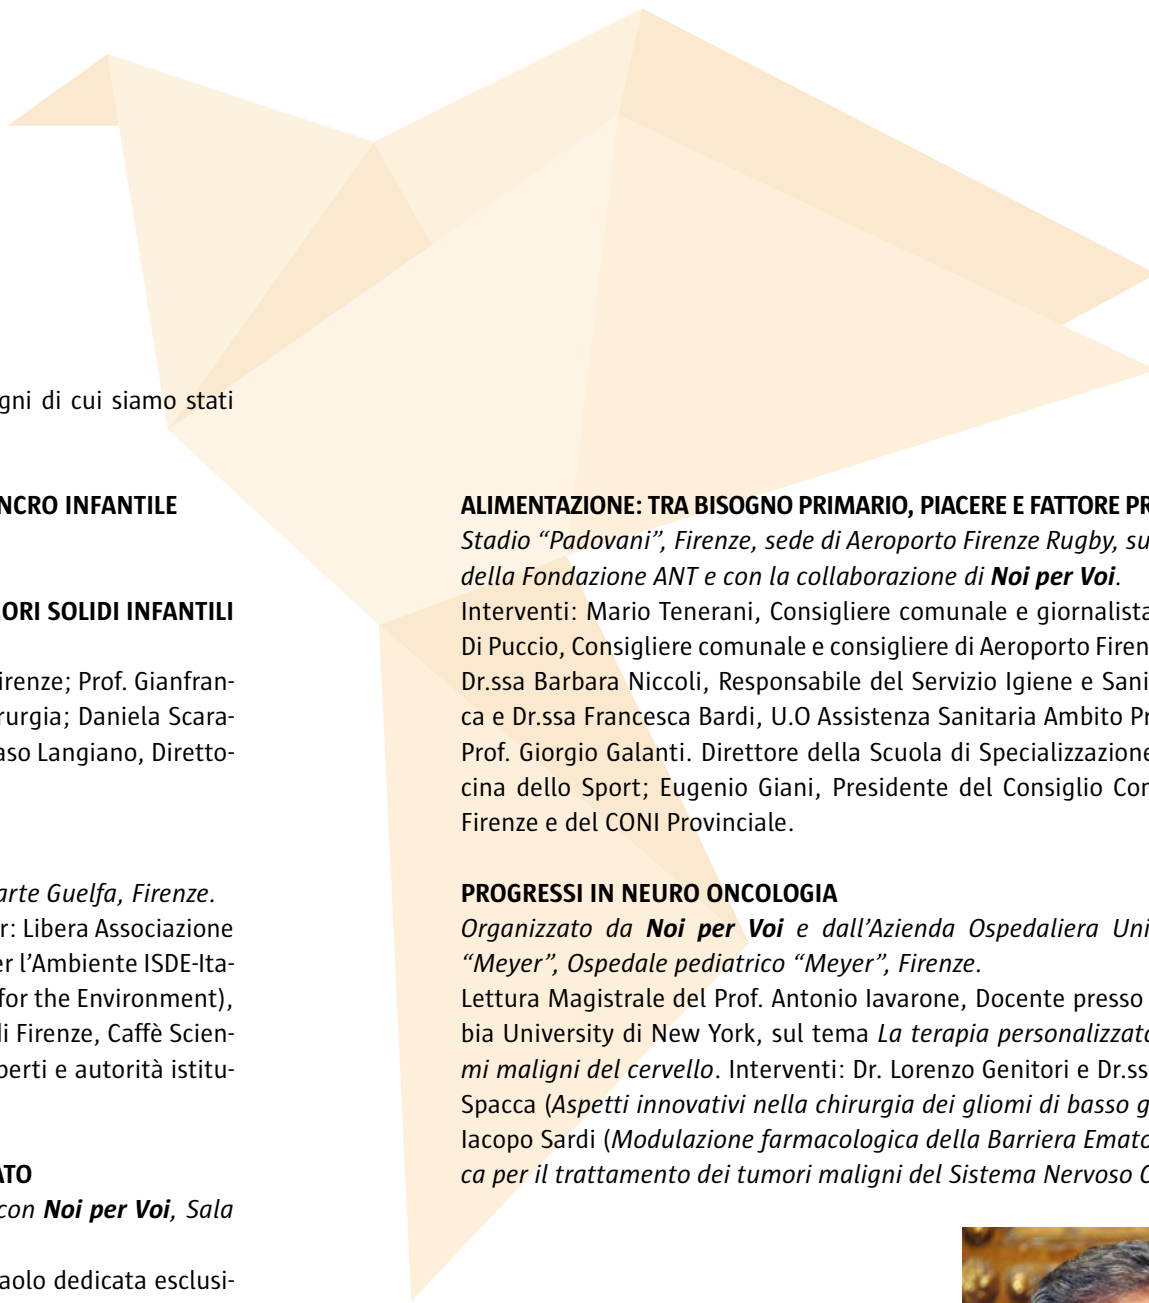 gni di cui siamo stati
NCRO INFANTILE
ORI SOLIDI INFANTILI
irenze; Prof. Gianfran-
rurgia; Daniela Scara-
aso Langiano, Diretto-
arte Guelfa, Firenze.
r: Libera Associazione
er l’Ambiente ISDE-Ita-
for the Environment),
di Firenze, Caffè Scien-
perti e autorità istitu-
ATO
con Noi per Voi, Sala
aolo dedicata esclusi-
ALIMENTAZIONE: TRA BISOGNO PRIMARIO, PIACERE E FATTORE PR
Stadio “Padovani”, Firenze, sede di Aeroporto Firenze Rugby, su
della Fondazione ANT e con la collaborazione di Noi per Voi.
Interventi: Mario Tenerani, Consigliere comunale e giornalista
Di Puccio, Consigliere comunale e consigliere di Aeroporto Firen
Dr.ssa Barbara Niccoli, Responsabile del Servizio Igiene e Sani
ca e Dr.ssa Francesca Bardi, U.O Assistenza Sanitaria Ambito Pr
Prof. Giorgio Galanti. Direttore della Scuola di Specializzazione
cina dello Sport; Eugenio Giani, Presidente del Consiglio Con
Firenze e del CONI Provinciale.
PROGRESSI IN NEURO ONCOLOGIA
Organizzato da Noi per Voi e dall’Azienda Ospedaliera Uni
“Meyer”, Ospedale pediatrico “Meyer”, Firenze.
Lettura Magistrale del Prof. Antonio Iavarone, Docente presso
bia University di New York, sul tema La terapia personalizzata
mi maligni del cervello. Interventi: Dr. Lorenzo Genitori e Dr.ss
Spacca (Aspetti innovativi nella chirurgia dei gliomi di basso g
Iacopo Sardi (Modulazione farmacologica della Barriera Emato
ca per il trattamento dei tumori maligni del Sistema Nervoso C